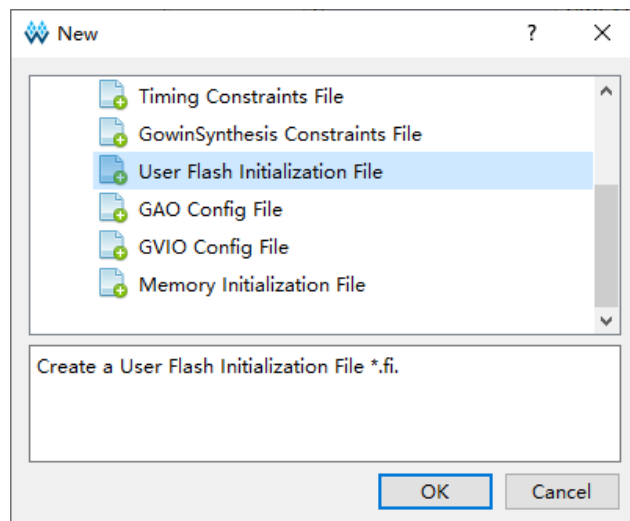 New
?
Timing Constraints File
GowinSynthesis Constraints File
User Flash Initialization File
GAO Config File
GVIO Config File
Memory Initialization File
Create a User Flash Initialization File *.fi.
OK
Cancel